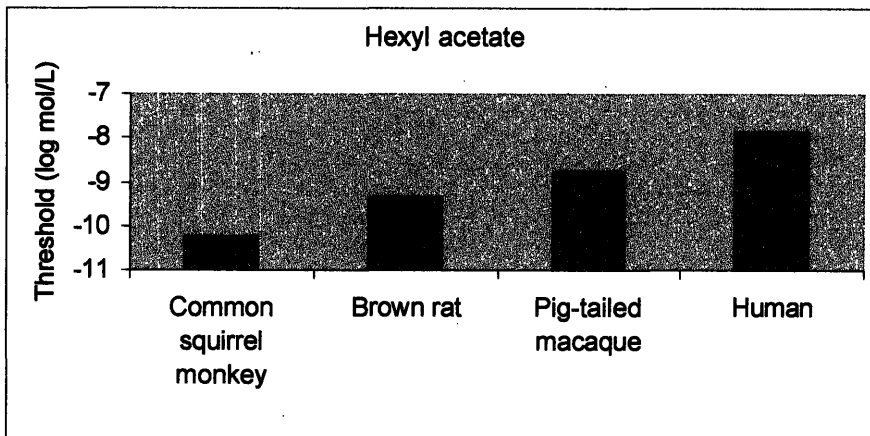 Hexyl acetate
Threshold (log mol/L)
-7
-8
-9
-10
-11
Common
squirrel
monkey
Brown rat
Pig-tailed
macaque
Human